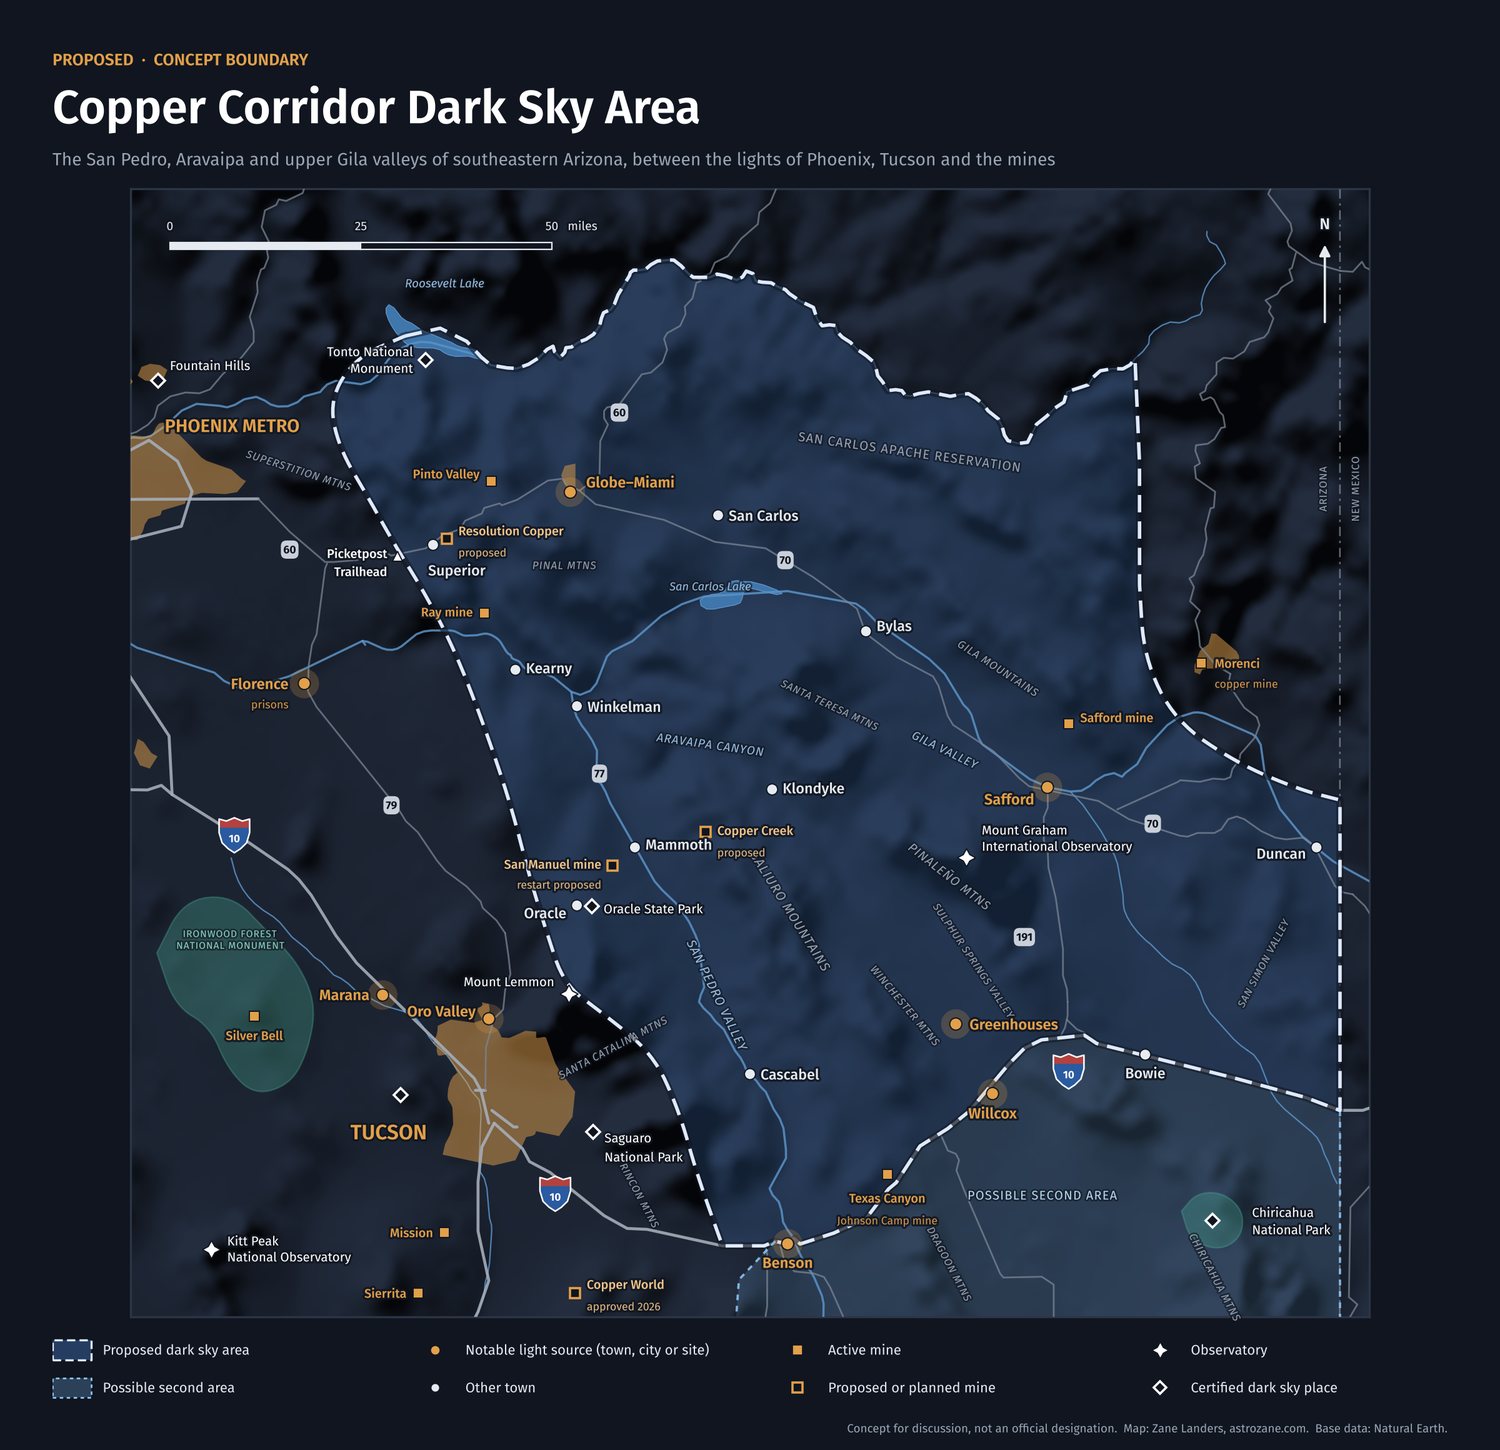 PROPOSED · CONCEPT BOUNDARY
Copper Corridor Dark Sky Area
The San Pedro, Aravaipa and upper Gila valleys of southeastern Arizona, between the lights of Phoenix, Tucson and the mines
0 25 50 miles
N
Roosevelt Lake
Tonto National
Monument
Fountain Hills
PHOENIX METRO
SUPERSTITION MTNS
60
SAN CARLOS APACHE RESERVATION
ARIZONA
NEW MEXICO
Pinto Valley
Globe–Miami
San Carlos
Resolution Copper
proposed
60
Picketpost
Trailhead
Superior
PINAL MTNS
70
San Carlos Lake
Ray mine
Bylas
Kearny
GILA MOUNTAINS
Morenci
copper mine
Florence
prisons
Winkelman
SANTA TERESA MTNS
Safford mine
ARAVAIPA CANYON
GILA VALLEY
77
Klondyke
Safford
79
10
Copper Creek
proposed
Mammoth
Mount Graham
International Observatory
70
Duncan
San Manuel mine
restart proposed
PINALEÑO MTNS
GALIURO MOUNTAINS
Oracle
Oracle State Park
SULPHUR SPRINGS VALLEY
191
SAN SIMON VALLEY
IRONWOOD FOREST
NATIONAL MONUMENT
SAN PEDRO VALLEY
WINCHESTER MTNS
Mount Lemmon
Marana
Oro Valley
Silver Bell
Greenhouses
SANTA CATALINA MTNS
10
Bowie
Cascabel
Willcox
TUCSON
Saguaro
National Park
RINCON MTNS
10
Texas Canyon
Johnson Camp mine
POSSIBLE SECOND AREA
Chiricahua
National Park
CHIRICAHUA MTNS
DRAGOON MTNS
Mission
Kitt Peak
National Observatory
Benson
Sierrita
Copper World
approved 2026
Proposed dark sky area
Notable light source (town, city or site)
Active mine
Observatory
Possible second area
Other town
Proposed or planned mine
Certified dark sky place
Concept for discussion, not an official designation. Map: Zane Landers, astrozane.com. Base data: Natural Earth.